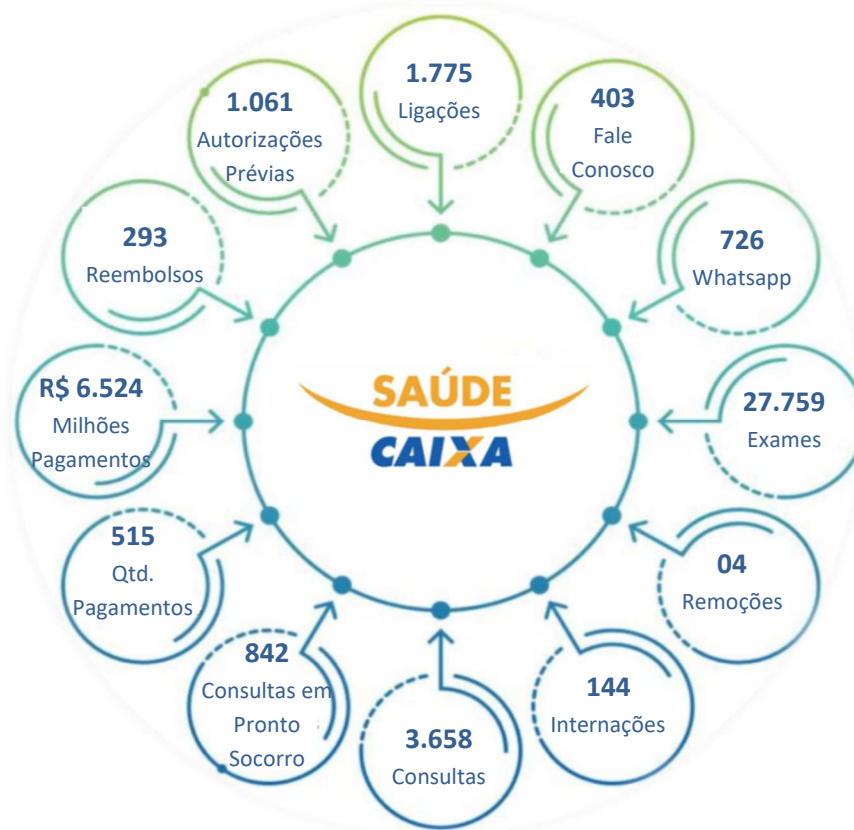 1.775
Ligações
403
Fale
Conosco
726
Whatsapp
27.759
Exames
04
Remoções
144
Internações
3.658
Consultas
842
Consultas em
Pronto
Socorro
515
Qtd.
Pagamentos
R$ 6.524
Milhões
Pagamentos
293
Reembolsos
1.061
Autorizações
Prévias
SAÚDE
CAIXA